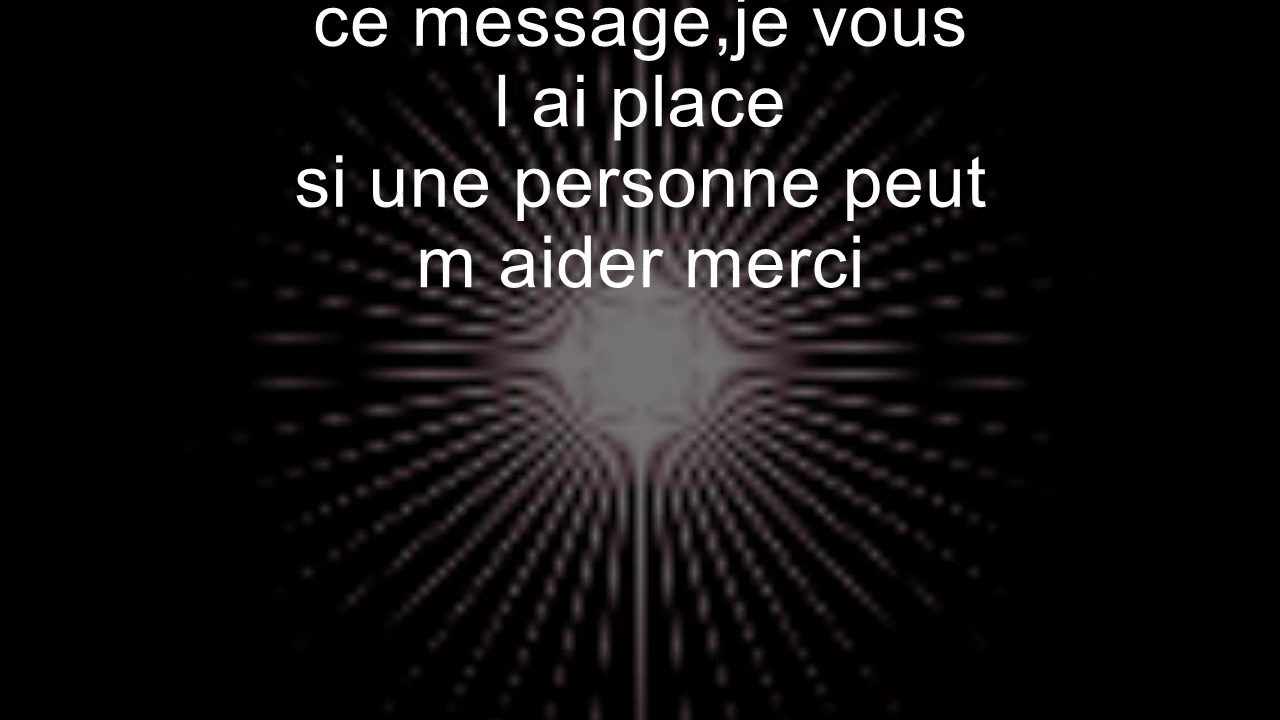 ce message,je vous
l ai place
si une personne peut
m aider merci